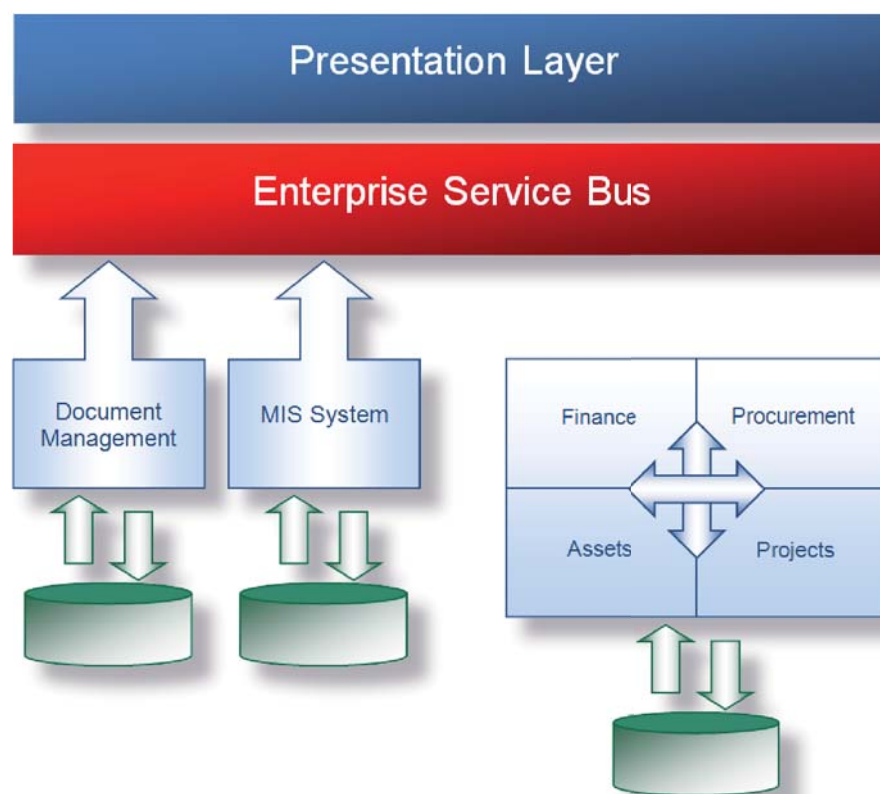 Presentation Layer
Enterprise Service Bus
Document
Management
MIS System
Finance
Procurement
Assets
Projects